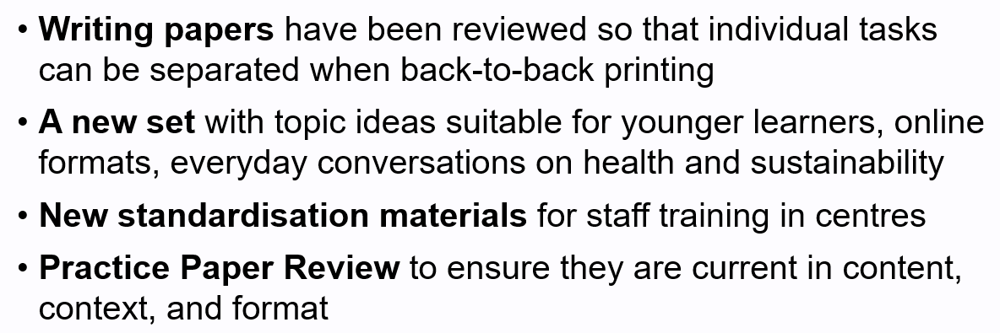 • Writing papers have been reviewed so that individual tasks
can be separated when back-to-back printing
• A new set with topic ideas suitable for younger learners, online
formats, everyday conversations on health and sustainability
• New standardisation materials for staff training in centres
• Practice Paper Review to ensure they are current in content,
context, and format